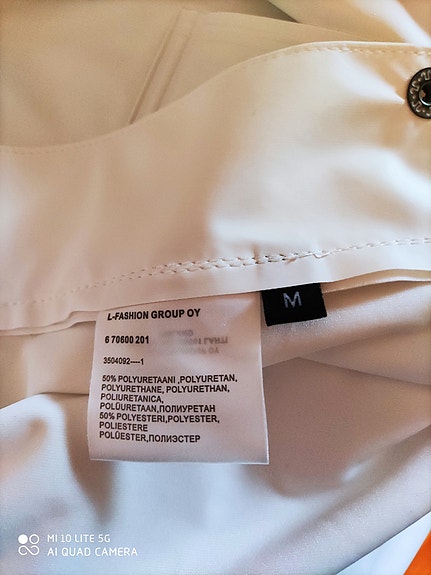 M
L-FASHION GROUP OY
6 70600 201
3504092----1
50% POLYURETAANI ,POLYURETAN,
POLYURETHANE, POLYURETHAN,
POLIURETANICA,
POLÜURETAAN,ПОЛИУРЕТАН
50% POLYESTERI,POLYESTER,
POLIESTERE
POLÜESTER,ПОЛИЭСТЕР
MI 10 LITE 5G
AI QUAD CAMERA